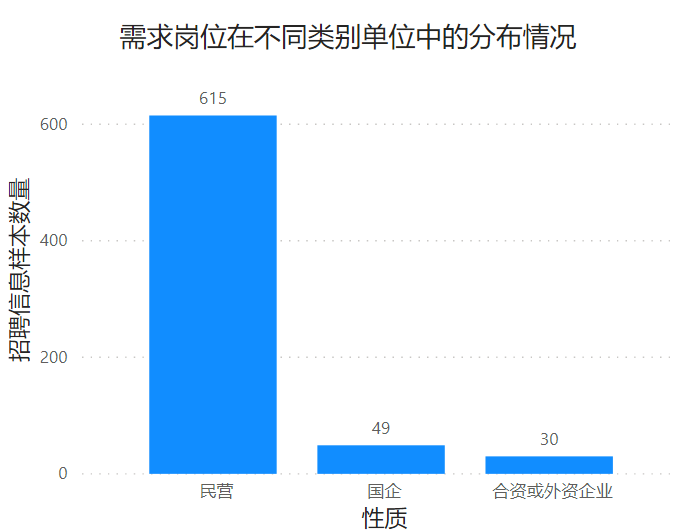 需求岗位在不同类别单位中的分布情况
招聘信息样本数量
600
400
200
0
615
49
30
民营
国企
合资或外资企业
性质